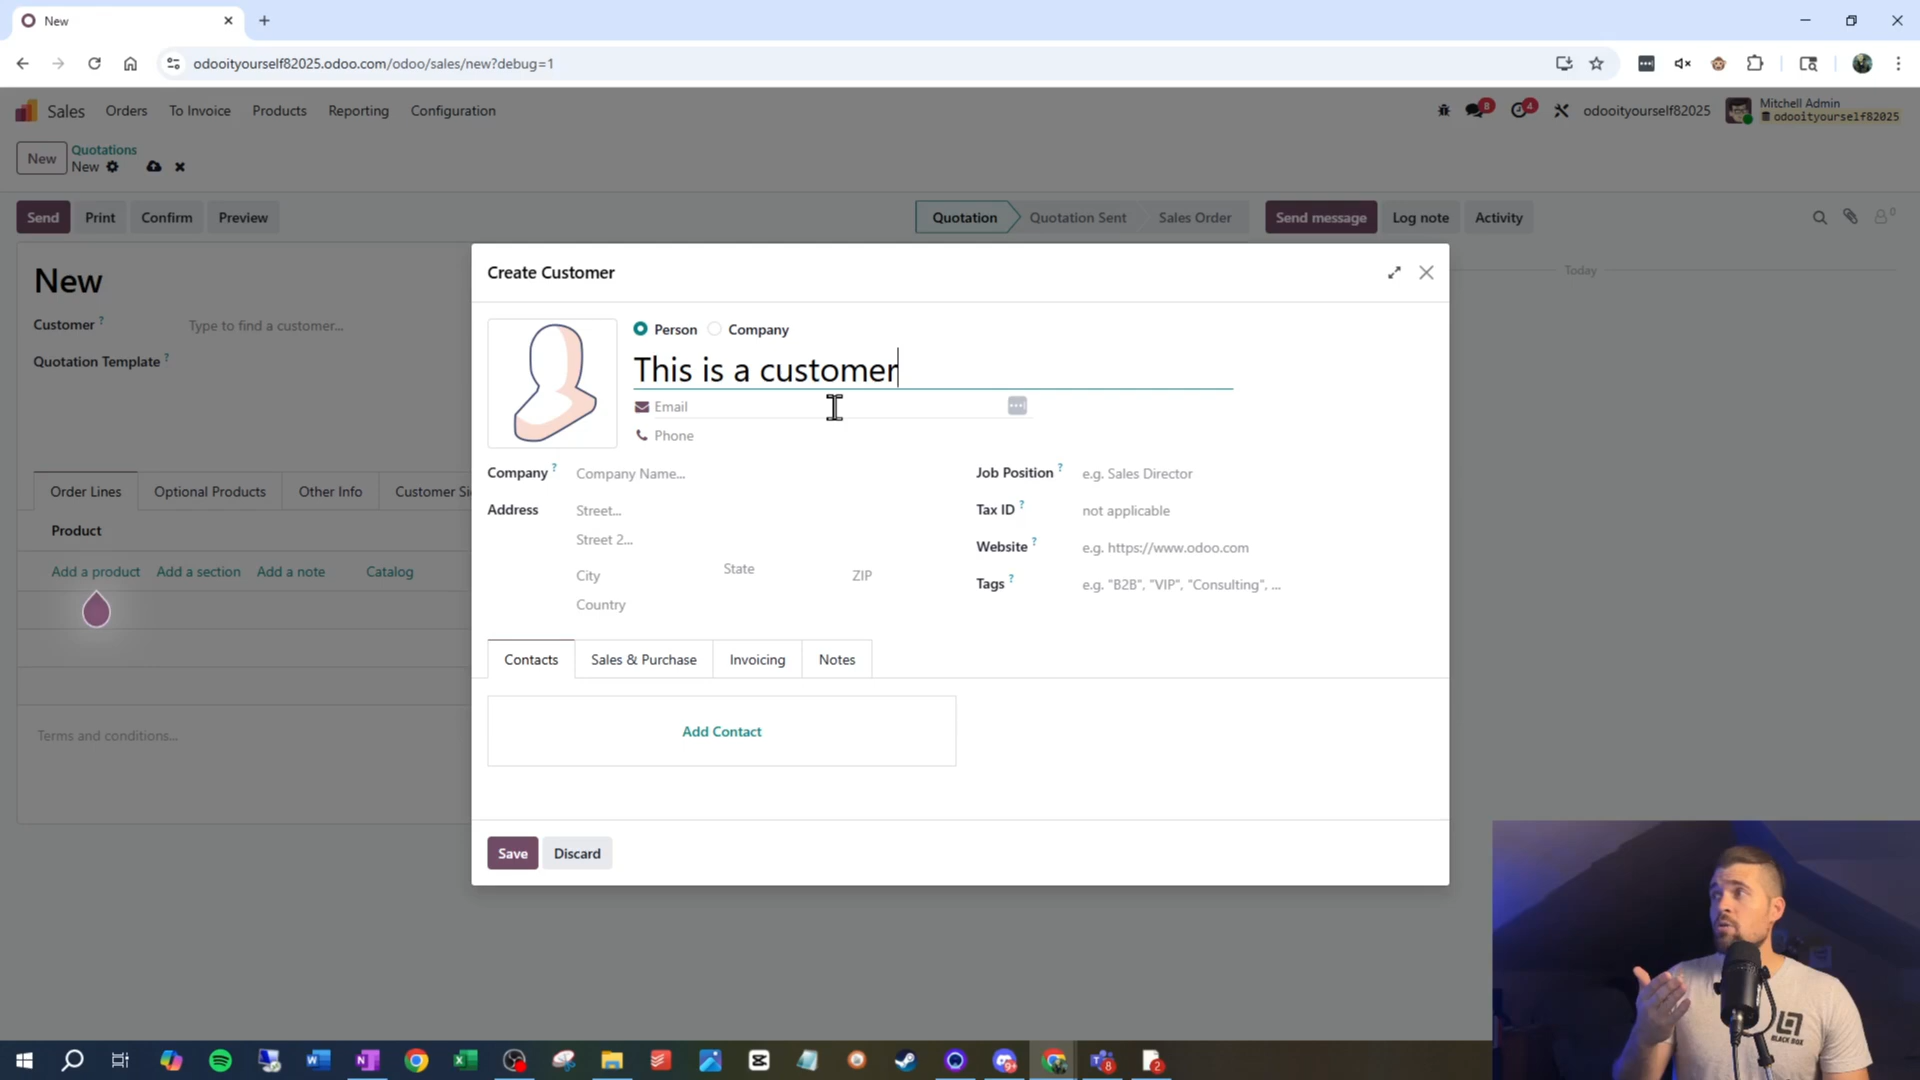 New
odooityourself82025.odoo.com/odoo/sales/new?debug=1
Sales Orders To Invoice Products Reporting Configuration
8 4 odooityourself82025 Mitchell Admin
odooityourself82025
New Quotations
New
Send Print Confirm Preview Quotation Quotation Sent Sales Order Send message Log note Activity 0
New
Customer ? Type to find a customer...
Quotation Template ?
Today
Order Lines Optional Products Other Info Customer Si
Product
Add a product Add a section Add a note Catalog
Terms and conditions...
Create Customer
Person Company
This is a customer
Email
Phone
Company ? Company Name...
Address Street...
Street 2...
City State ZIP
Country
Job Position ? e.g. Sales Director
Tax ID ? not applicable
Website ? e.g. https://www.odoo.com
Tags ? e.g. "B2B", "VIP", "Consulting", ...
Contacts Sales & Purchase Invoicing Notes
Add Contact
Save Discard
BLACK BOX